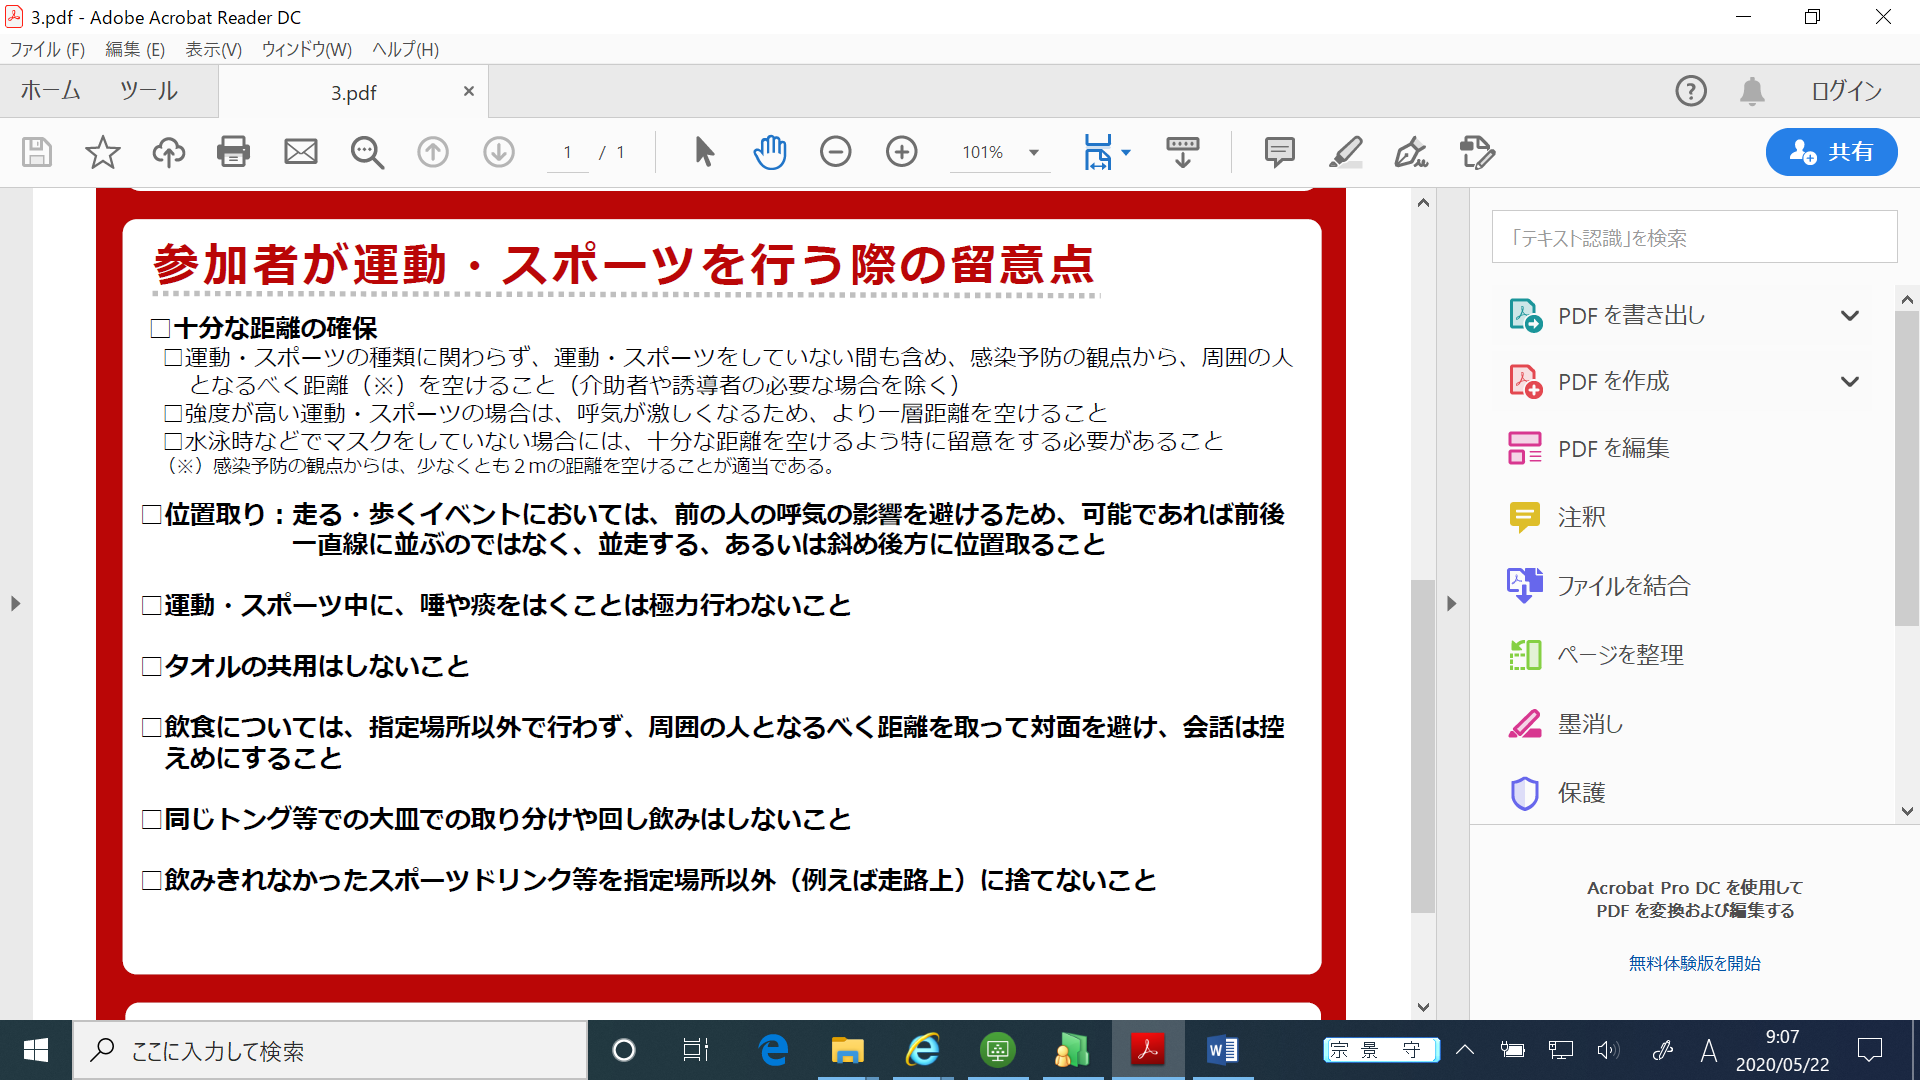 3.pdf - Adobe Acrobat Reader DC
ファイル (F) 編集 (E) 表示(V) ウィンドウ(W) ヘルプ(H)
ホーム ツール 3.pdf × ログイン
1 / 1 101% 共有
参加者が運動・スポーツを行う際の留意点
□十分な距離の確保
□運動・スポーツの種類に関わらず、運動・スポーツをしていない間も含め、感染予防の観点から、周囲の人
となるべく距離（※）を空けること（介助者や誘導者の必要な場合を除く）
□強度が高い運動・スポーツの場合は、呼気が激しくなるため、より一層距離を空けること
□水泳時などでマスクをしていない場合には、十分な距離を空けるよう特に留意をする必要があること
（※）感染予防の観点からは、少なくとも２ｍの距離を空けることが適当である。
□位置取り：走る・歩くイベントにおいては、前の人の呼気の影響を避けるため、可能であれば前後
一直線に並ぶのではなく、並走する、あるいは斜め後方に位置取ること
□運動・スポーツ中に、唾や痰をはくことは極力行わないこと
□タオルの共用はしないこと
□飲食については、指定場所以外で行わず、周囲の人となるべく距離を取って対面を避け、会話は控
えめにすること
□同じトング等での大皿での取り分けや回し飲みはしないこと
□飲みきれなかったスポーツドリンク等を指定場所以外（例えば走路上）に捨てないこと
「テキスト認識」を検索
PDF を書き出し
PDF を作成
PDF を編集
注釈
ファイルを結合
ページを整理
墨消し
保護
Acrobat Pro DC を使用して
PDF を変換および編集する
無料体験版を開始
ここに入力して検索
宗 景 守
A
9:07
2020/05/22